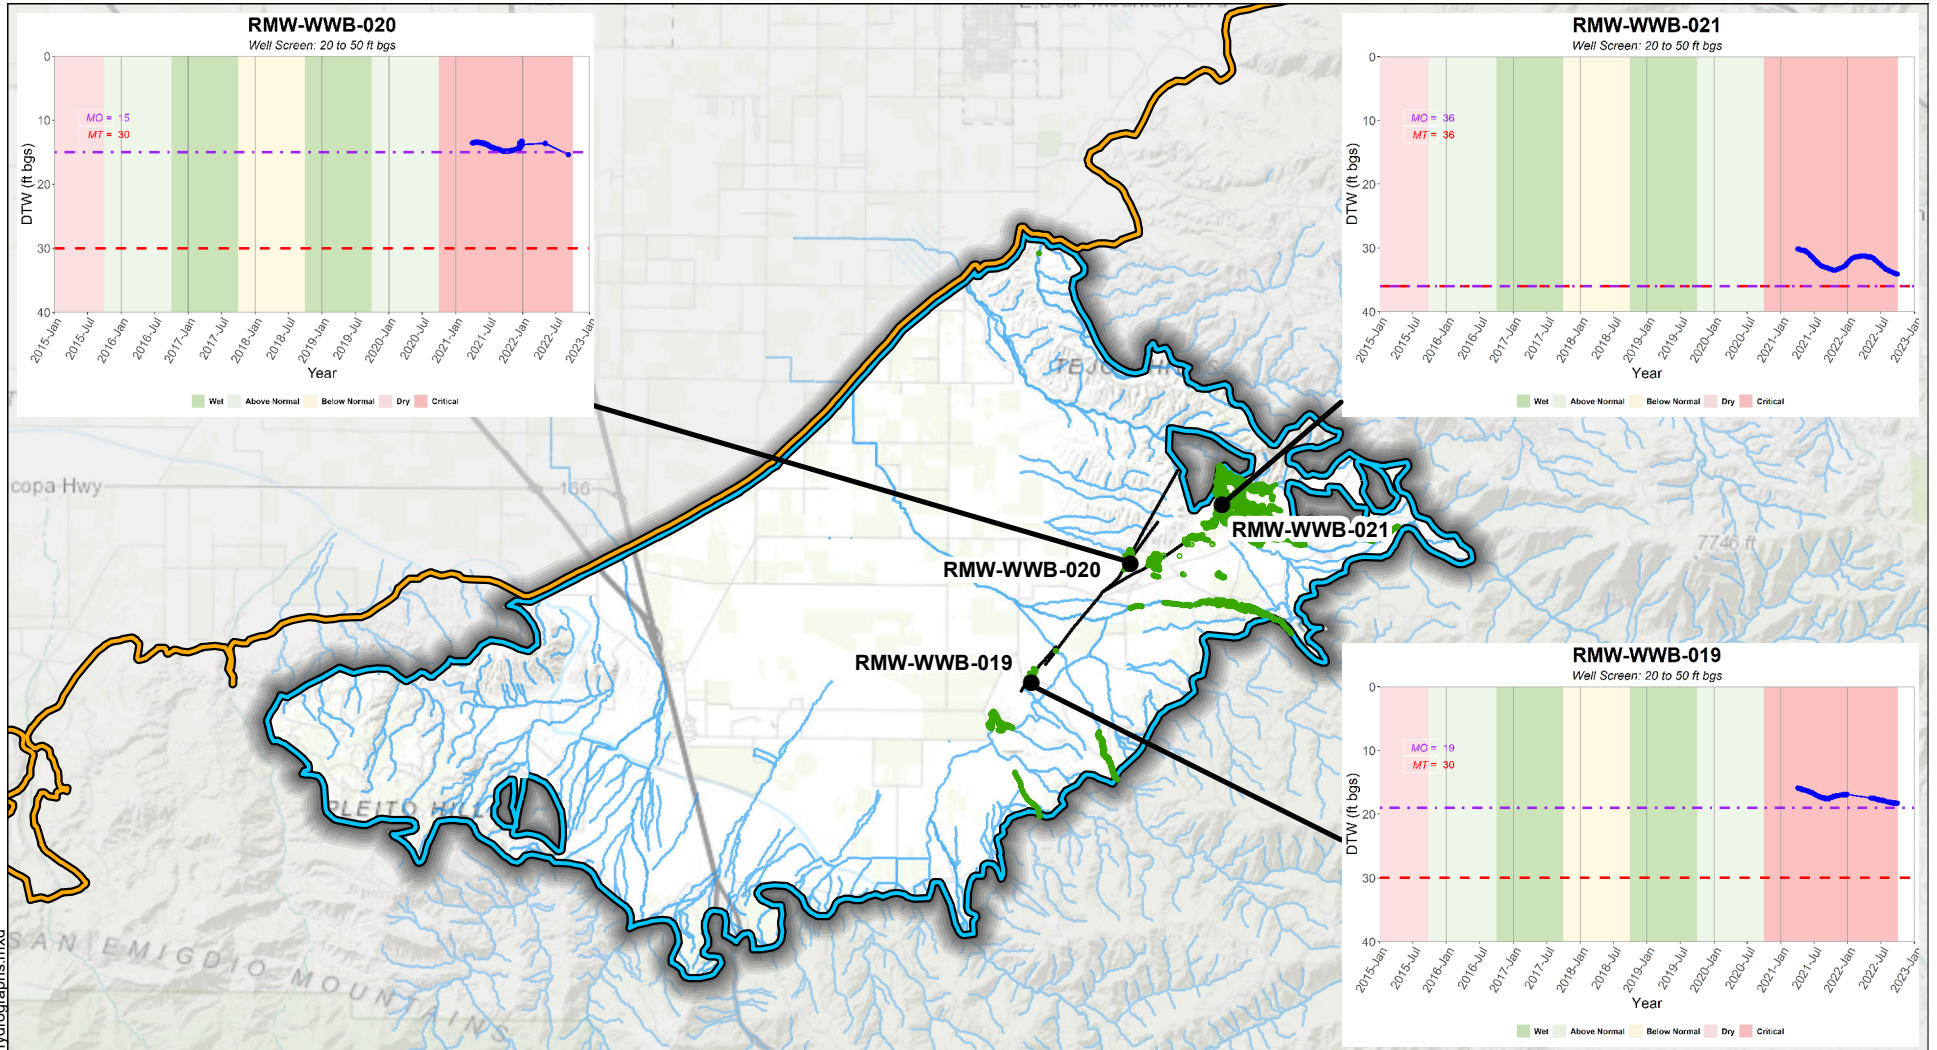 RMW-WWB-020
Well Screen: 20 to 50 ft bgs
DTW (ft bgs)
0
10
20
30
40
MO = 15
MT = 30
2015-Jan
2015-Jul
2016-Jan
2016-Jul
2017-Jan
2017-Jul
2018-Jan
2018-Jul
2019-Jan
2019-Jul
2020-Jan
2020-Jul
2021-Jan
2021-Jul
2022-Jan
2022-Jul
2023-Jan
Year
Wet Above Normal Below Normal Dry Critical
RMW-WWB-021
Well Screen: 20 to 50 ft bgs
DTW (ft bgs)
0
10
20
30
40
MO = 36
MT = 36
2015-Jan
2015-Jul
2016-Jan
2016-Jul
2017-Jan
2017-Jul
2018-Jan
2018-Jul
2019-Jan
2019-Jul
2020-Jan
2020-Jul
2021-Jan
2021-Jul
2022-Jan
2022-Jul
2023-Jan
Year
Wet Above Normal Below Normal Dry Critical
copa Hwy
166
7746 ft
RMW-WWB-021
RMW-WWB-020
RMW-WWB-019
SAN EMIGDIO MOUNTAINS
RMW-WWB-019
Well Screen: 20 to 50 ft bgs
DTW (ft bgs)
0
10
20
30
40
MO = 19
MT = 30
2015-Jan
2015-Jul
2016-Jan
2016-Jul
2017-Jan
2017-Jul
2018-Jan
2018-Jul
2019-Jan
2019-Jul
2020-Jan
2020-Jul
2021-Jan
2021-Jul
2022-Jan
2022-Jul
2023-Jan
Year
Wet Above Normal Below Normal Dry Critical